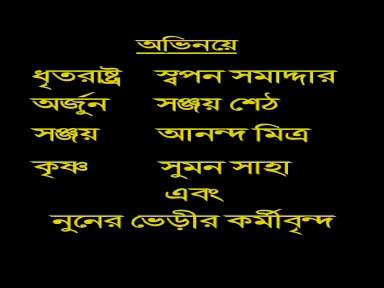 অভিনয়ে
ধৃতরাষ্ট্র স্বপন সমাদ্দার
অর্জুন সঞ্জয় শেঠ
সঞ্জয় আনন্দ মিত্র
কৃষ্ণ সুমন সাহা
এবং
নুনের ভেড়ীর কর্মীবৃন্দ